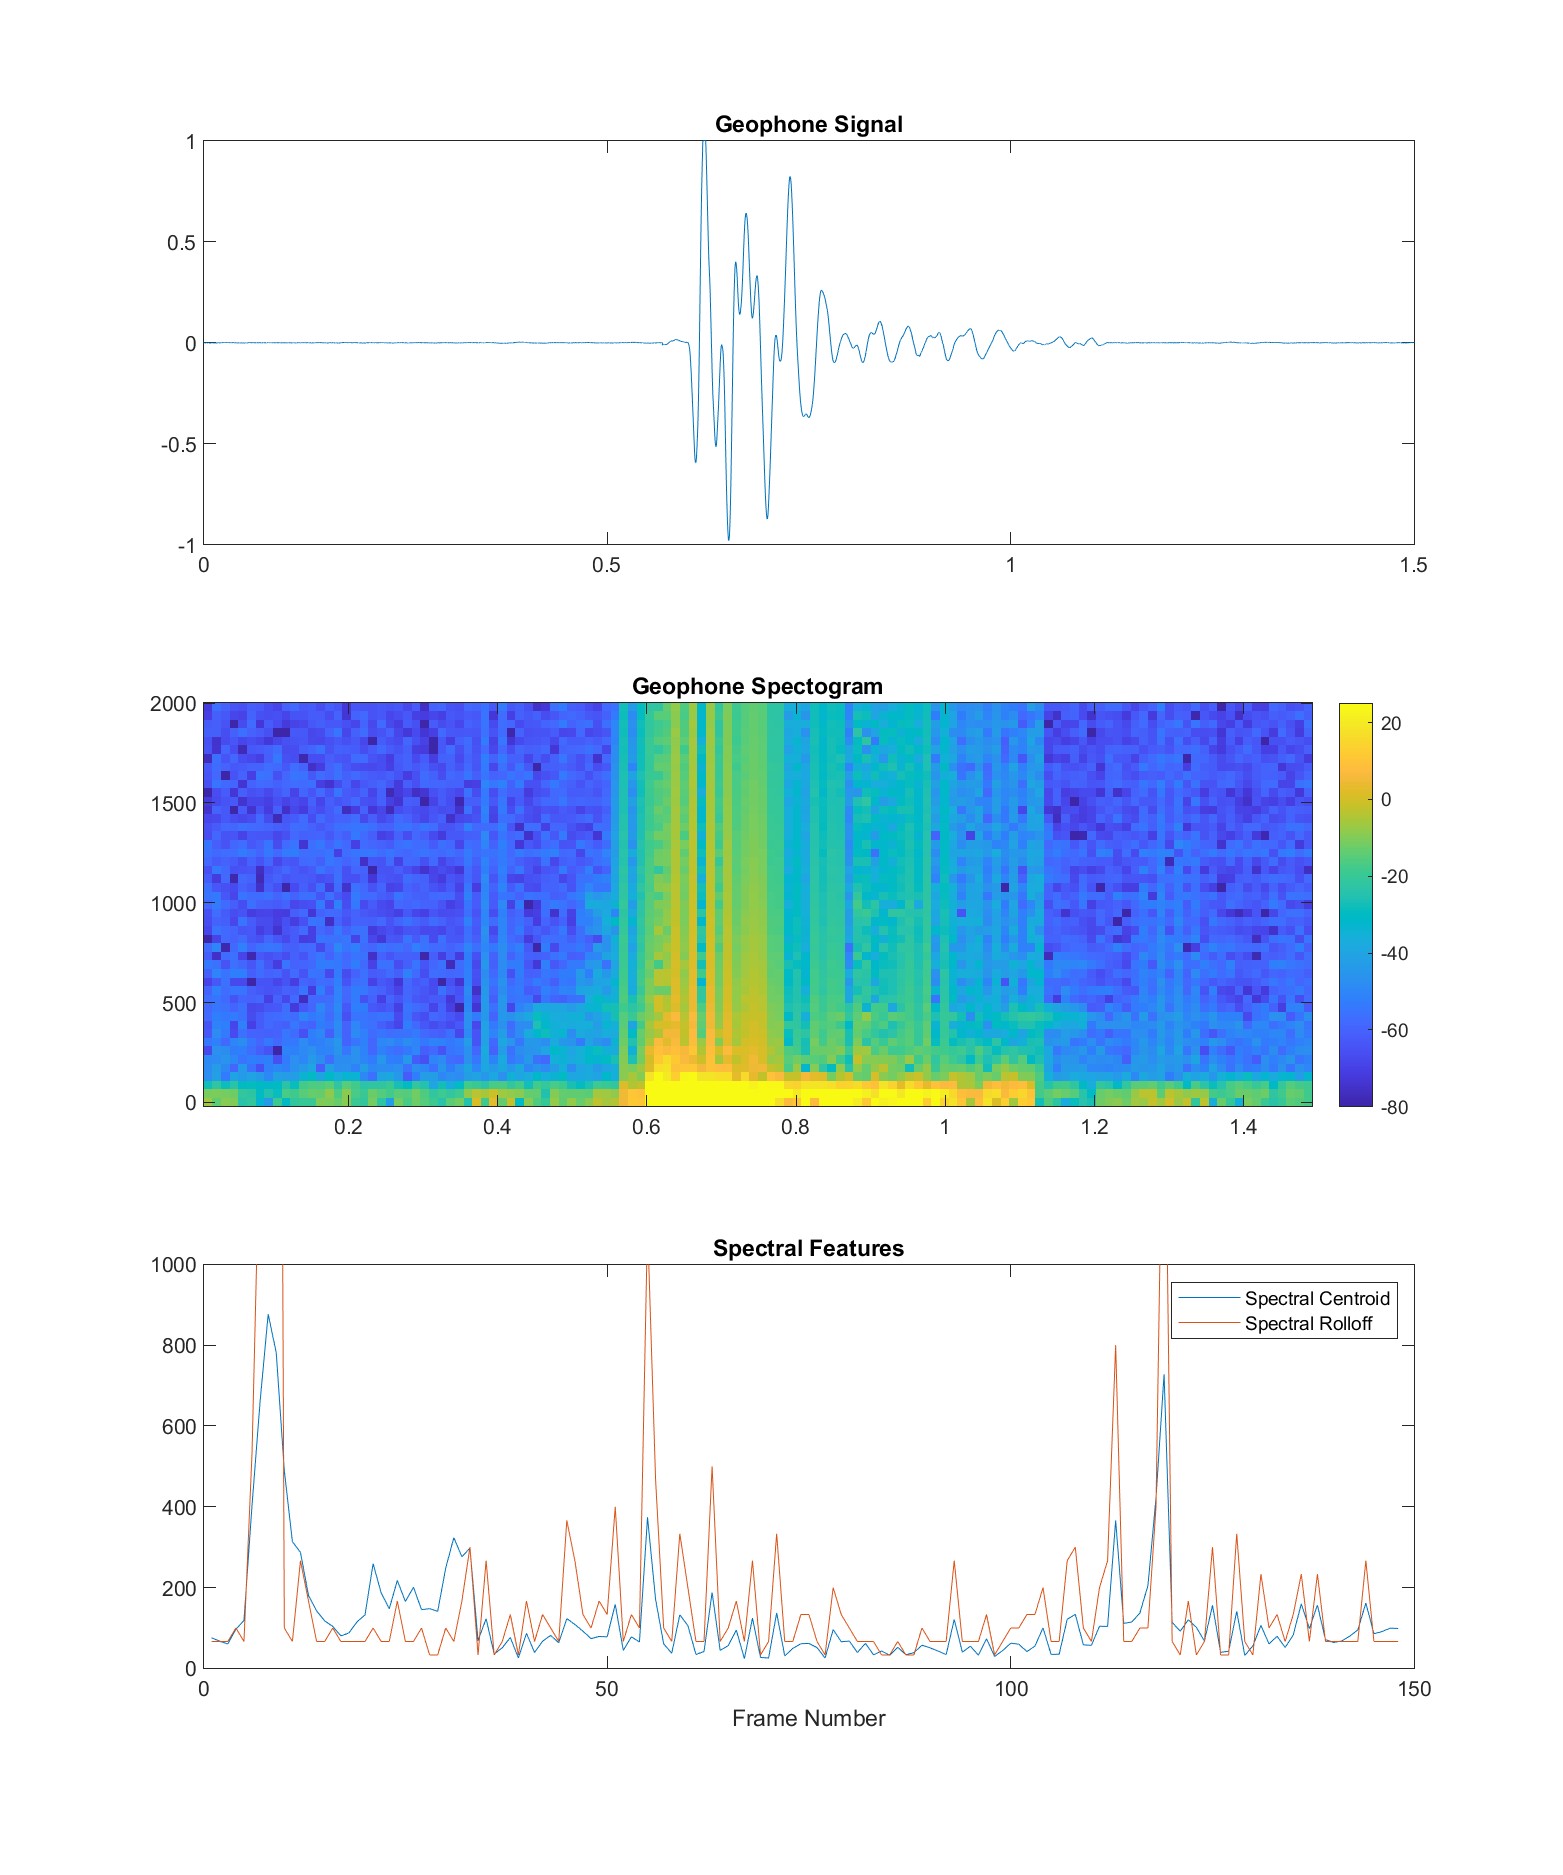 Geophone Signal
1
0.5
0
-0.5
-1
0 0.5 1 1.5
Geophone Spectogram
2000
1500
1000
500
0
0.2 0.4 0.6 0.8 1 1.2 1.4
20
0
-20
-40
-60
-80
Spectral Features
1000
800
600
400
200
0
Spectral Centroid
Spectral Rolloff
0 50 100 150
Frame Number